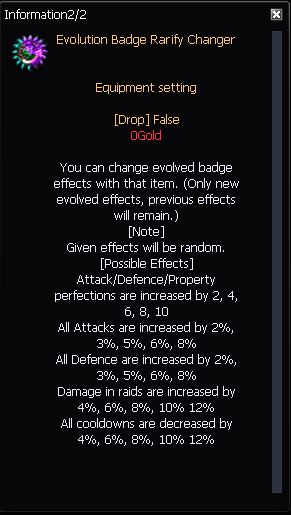 Information2/2
Evolution Badge Rarify Changer
Equipment setting
[Drop] False
0Gold
You can change evolved badge
effects with that item. (Only new
evolved effects, previous effects
will remain.)
[Note]
Given effects will be random.
[Possible Effects]
Attack/Defence/Property
perfections are increased by 2, 4,
6, 8, 10
All Attacks are increased by 2%,
3%, 5%, 6%, 8%
All Defence are increased by 2%,
3%, 5%, 6%, 8%
Damage in raids are increased by
4%, 6%, 8%, 10% 12%
All cooldowns are decreased by
4%, 6%, 8%, 10% 12%